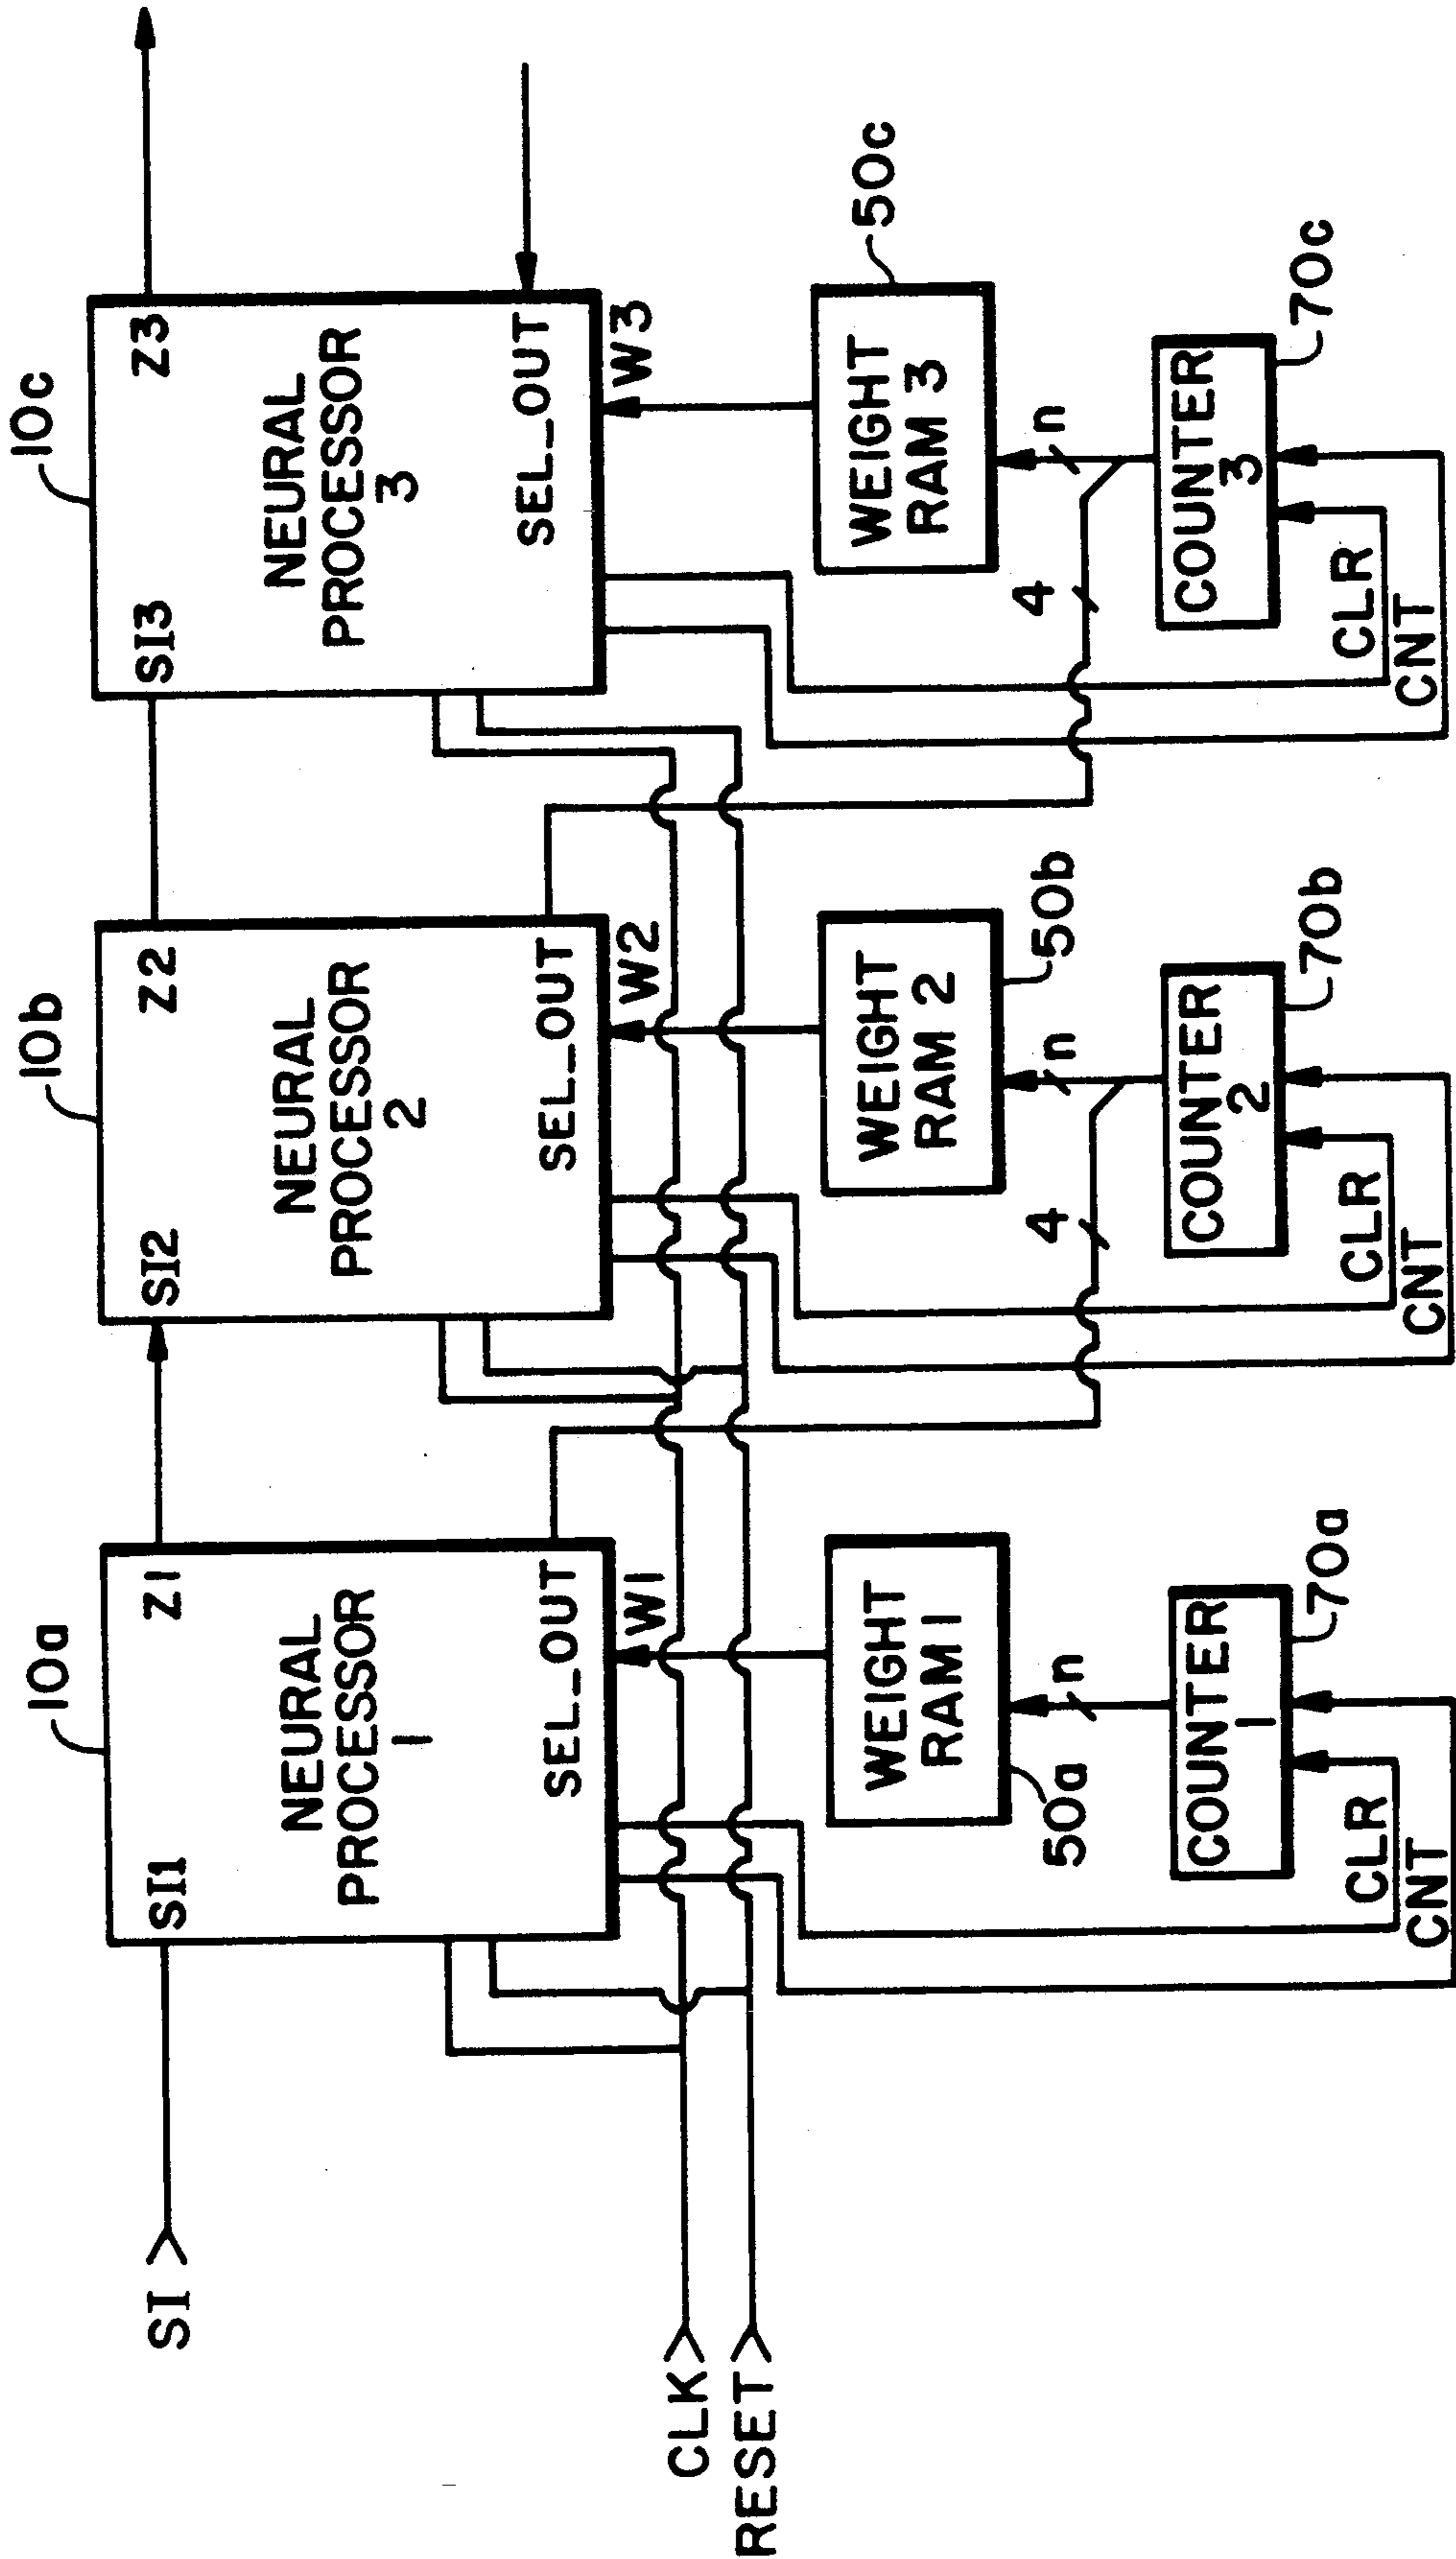 10a
10b
10c
SI1
Z1
SI2
Z2
SI3
Z3
NEURAL
PROCESSOR
1
NEURAL
PROCESSOR
2
NEURAL
PROCESSOR
3
SEL_OUT
SEL_OUT
SEL_OUT
SI
W1
W2
W3
CLK
RESET
WEIGHT
RAM 1
50a
WEIGHT
RAM 2
50b
WEIGHT
RAM 3
50c
n
4
n
4
n
COUNTER
1
70a
COUNTER
2
70b
COUNTER
3
70c
CLR
CNT
CLR
CNT
CLR
CNT